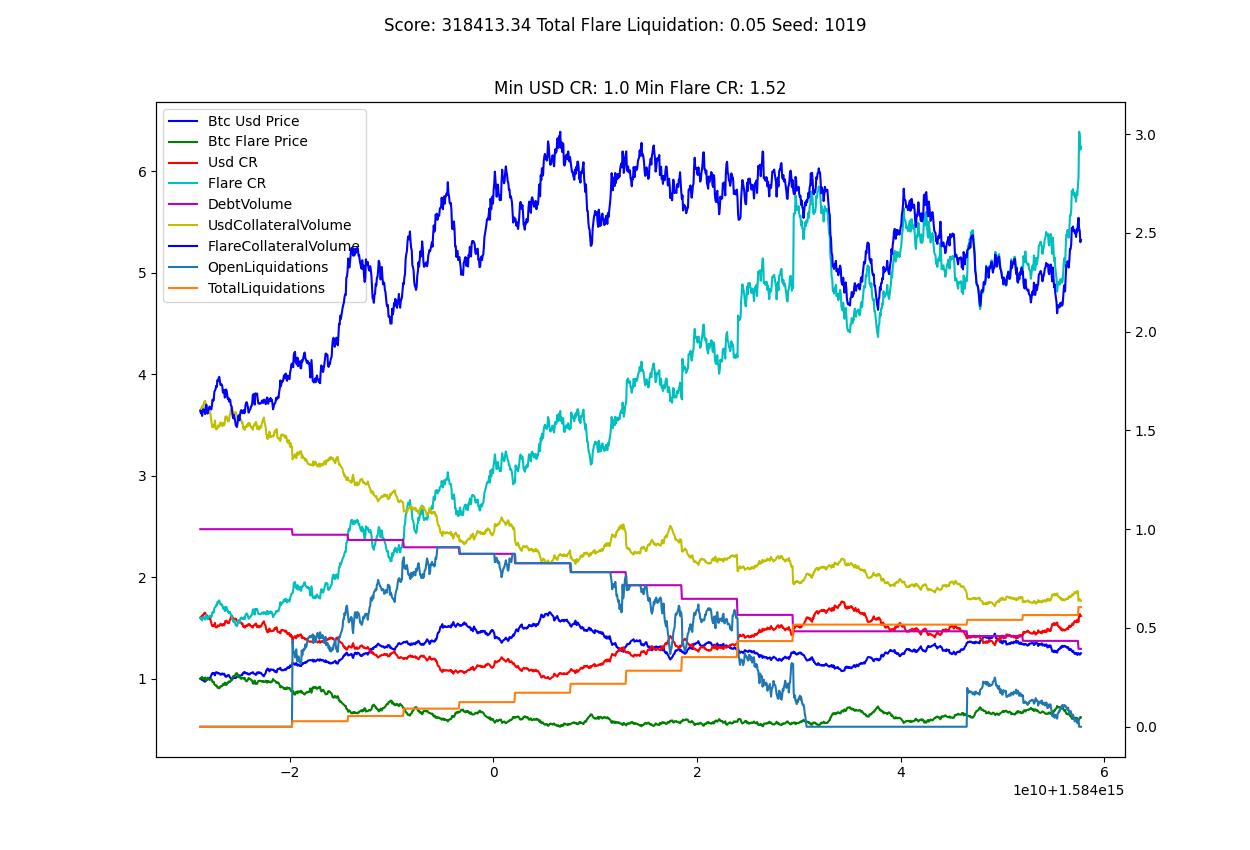 Score: 318413.34 Total Flare Liquidation: 0.05 Seed: 1019
Min USD CR: 1.0 Min Flare CR: 1.52
Btc Usd Price
Btc Flare Price
Usd CR
Flare CR
DebtVolume
UsdCollateralVolume
FlareCollateralVolume
OpenLiquidations
TotalLiquidations
6
5
4
3
2
1
3.0
2.5
2.0
1.5
1.0
0.5
0.0
−2
0
2
4
6
1e10+1.584e15